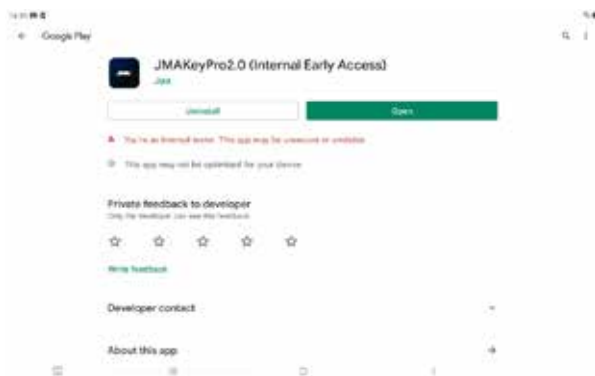 Google Play
JMAKeyPro2.0 (Internal Early Access)
Uninstall
Open
You're an internal tester. This app may be unsecure or unstable.
This app may not be optimized for your device.
Private feedback to developer
Only the developer can see this feedback.
Write feedback
Developer contact
About this app